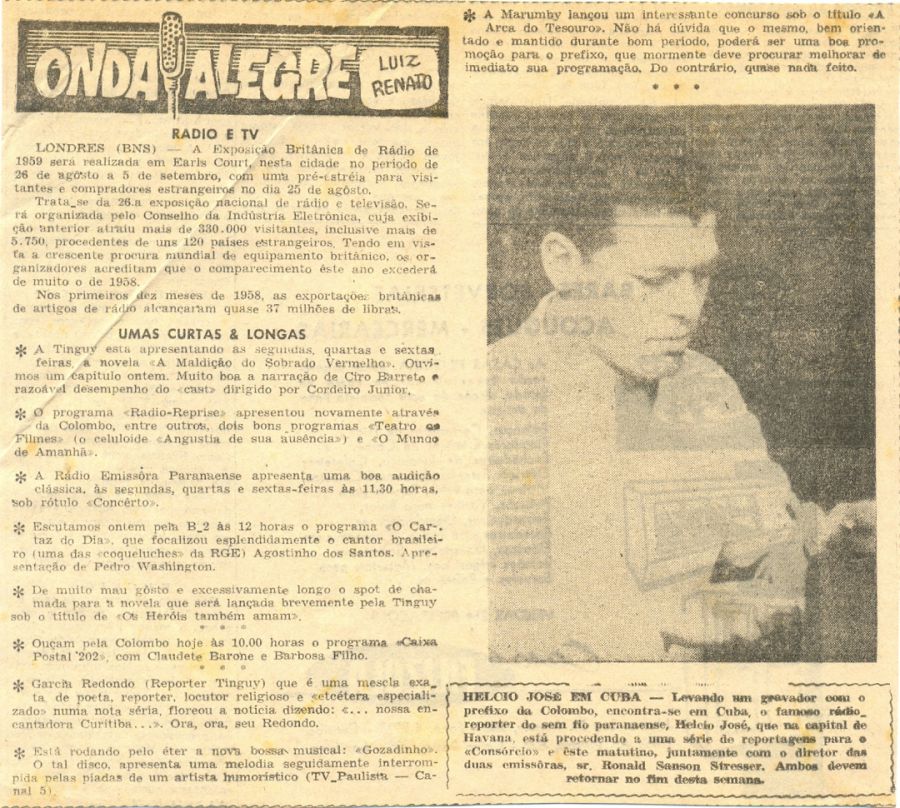 ONDA ALEGRE
LUIZ
RENATO
RADIO E TV
LONDRES (BNS) — A Exposição Britânica de Rádio de
1959 será realizada em Earls Court, nesta cidade no período de
26 de agôsto a 5 de setembro, com uma pré-estréia para visi-
tantes e compradores estrangeiros no dia 25 de agôsto.
Trata_se da 26.a exposição nacional de rádio e televisão. Se-
rá organizada pelo Conselho da Indústria Eletrônica, cuja exibi-
ção anterior atraiu mais de 330.000 visitantes, inclusive mais de
5.750, procedentes de uns 120 países estrangeiros. Tendo em vis-
ta a crescente procura mundial de equipamento britânico, os or-
ganizadores acreditam que o comparecimento êste ano excederá
de muito o de 1958.
Nos primeiros dez meses de 1958, as exportações britânicas
de artigos de rádio alcançaram quase 37 milhões de libras.
UMAS CURTAS & LONGAS
* A Tinguy esta apresentando as segundas, quartas e sextas_
feiras, a novela «A Maldição do Sobrado Vermelho». Ouvi-
mos um capitulo ontem. Muito boa a narração de Ciro Barreto e
razoável desempenho do «cast» dirigido por Cordeiro Junior.
* O programa «Radio-Reprise» apresentou novamente através
da Colombo, entre outros, dois bons programas «Teatro os
Filmes» (o celuloide «Angustia de sua ausência») e «O Mundo
de Amanhã».
* A Rádio Emissôra Paranaense apresenta uma boa audição
clássica, às segundas, quartas e sextas-feiras às 11,30 horas,
sob rótulo «Concêrto».
* Escutamos ontem pela B_2 às 12 horas o programa «O Car-
taz do Dia», que focalizou esplendidamente o cantor brasilei-
ro (uma das «coqueluches» da RGE) Agostinho dos Santos. Apre-
sentação de Pedro Washington.
* De muito mau gôsto e excessivamente longo o spot de cha-
mada para a novela que será lançada brevemente pela Tinguy
sob o título de «Os Heróis também amam».
* * *
* Ouçam pela Colombo hoje às 10.00 horas o programa «Caixa
Postal 202», com Claudete Barone e Barbosa Filho.
* * *
* Garcia Redondo (Reporter Tinguy) que é uma mescla exa_
ta, de poeta, reporter, locutor religioso e «etcétera especiali-
zado» numa nota séria, floreou a notícia dizendo: «... nossa en-
cantadora Curitiba...». Ora, ora, seu Redondo.
* Está rodando pelo éter a nova bossa musical: «Gozadinho».
O tal disco, apresenta uma melodia seguidamente interrom-
pida pelas piadas de um artista humorístico (TV_Paulista — Ca-
nal 5).
* A Marumby lançou um interessante concurso sob o título «A
Arca do Tesouro». Não há dúvida que o mesmo, bem orien-
tado e mantido durante bom período, poderá ser uma boa pro-
moção para o prefixo, que mormente deve procurar melhorar de
imediato sua programação. Do contrário, quase nada feito.
* * *
HELCIO JOSÉ EM CUBA — Levando um gravador com o
prefixo da Colombo, encontra-se em Cuba, o famoso rádio_
reporter do sem fio paranaense, Helcio José, que na capital de
Havana, está procedendo a uma série de reportagens para o
«Consórcio» e êste matutino, juntamente com o diretor das
duas emissôras, sr. Ronald Sanson Stresser. Ambos devem
retornar no fim desta semana.